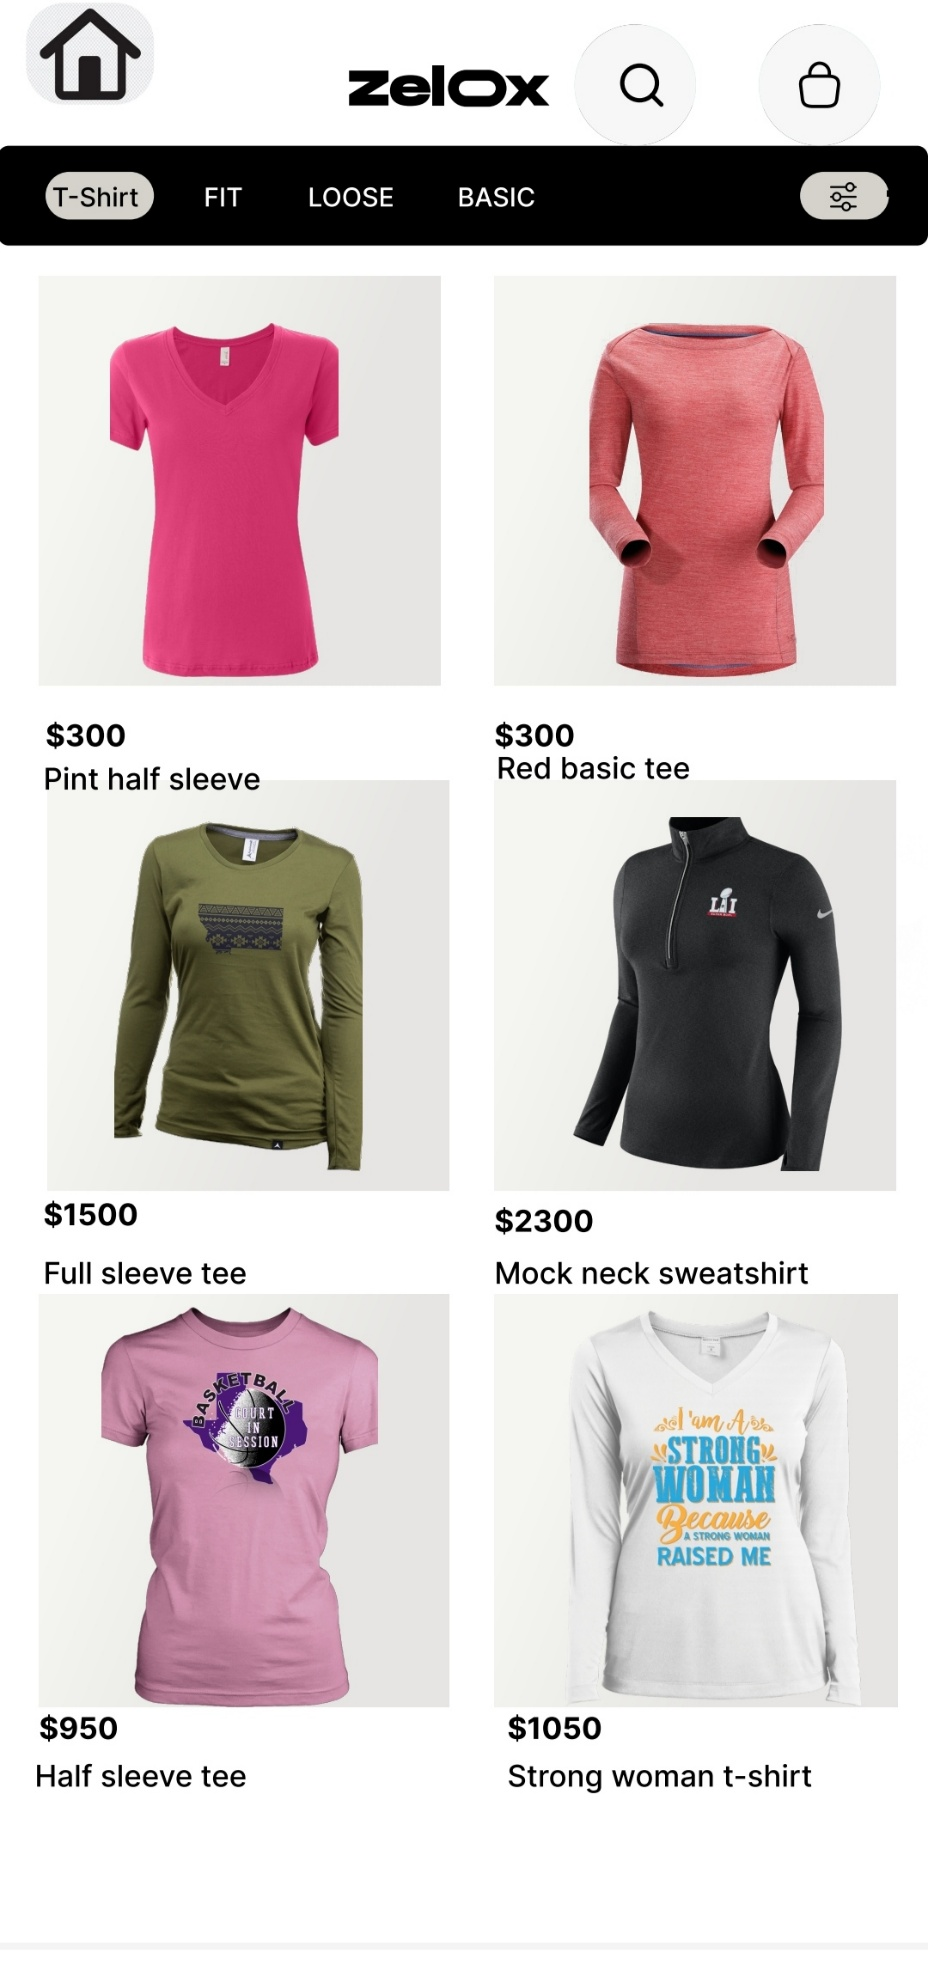 zelOx
T-Shirt FIT LOOSE BASIC
$300
Pint half sleeve
$300
Red basic tee
LI
$1500
Full sleeve tee
$2300
Mock neck sweatshirt
BASKETBALL
COURT
IN
SESSION
I 'am A
STRONG
WOMAN
Because
A STRONG WOMAN
RAISED ME
$950
Half sleeve tee
$1050
Strong woman t-shirt